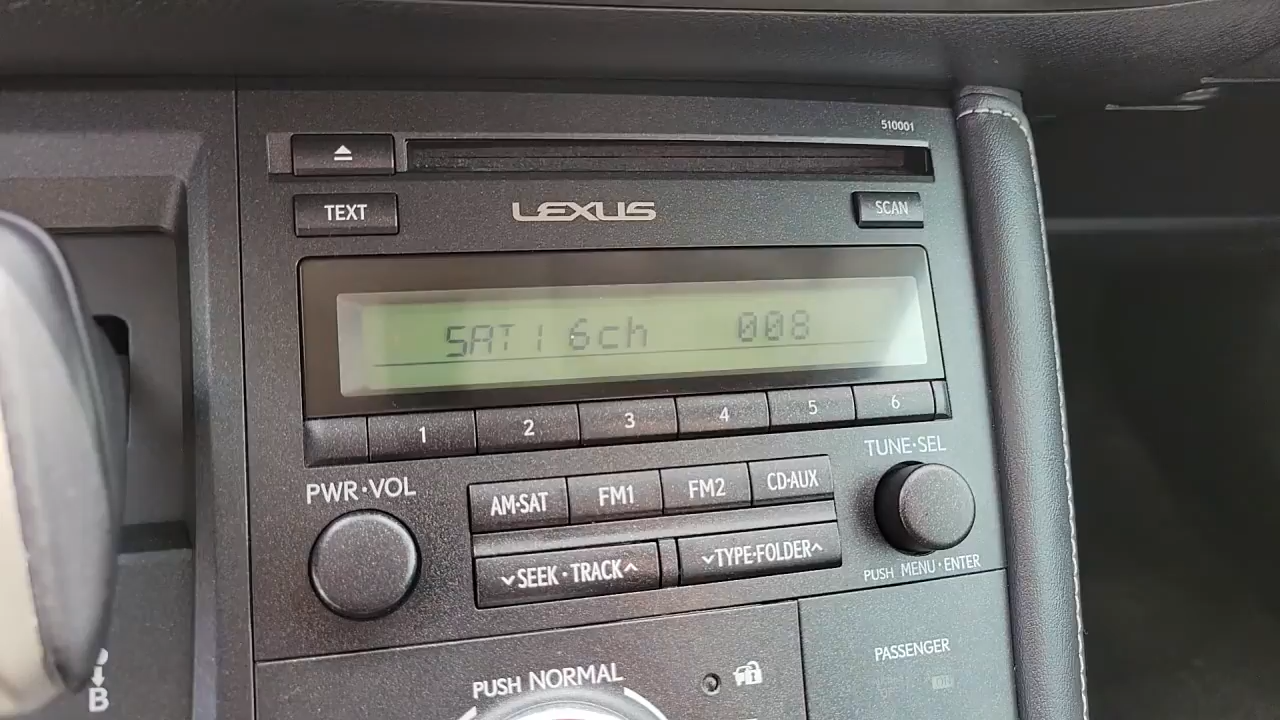 510001
TEXT
LEXUS
SCAN
SAT1 6ch 008
1 2 3 4 5 6
PWR·VOL
TUNE·SEL
AM·SAT FM1 FM2 CD·AUX
SEEK·TRACK
TYPE·FOLDER
PUSH MENU·ENTER
PUSH NORMAL
PASSENGER
B